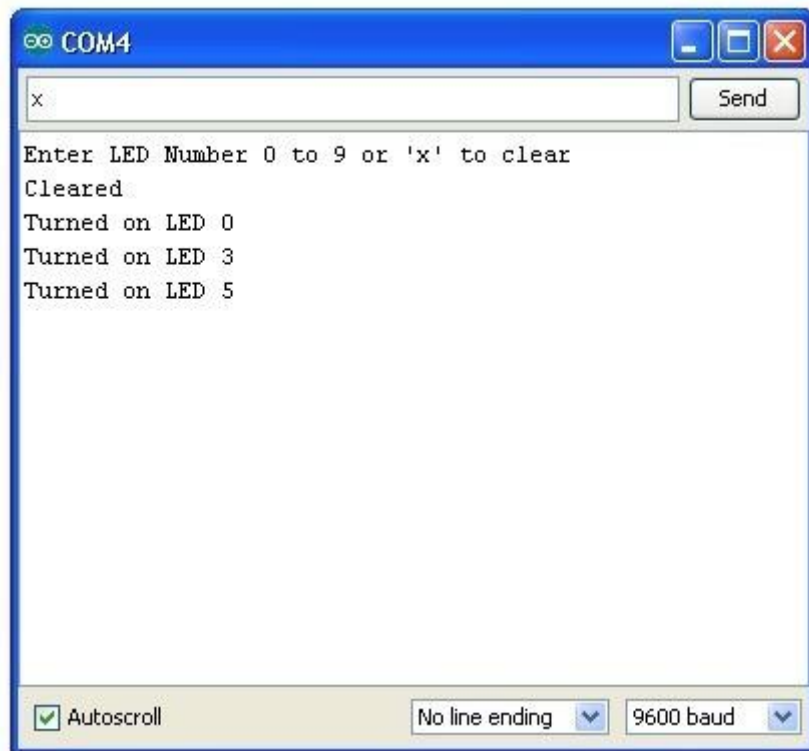 COM4
x
Send
Enter LED Number 0 to 9 or 'x' to clear
Cleared
Turned on LED 0
Turned on LED 3
Turned on LED 5
Autoscroll No line ending 9600 baud